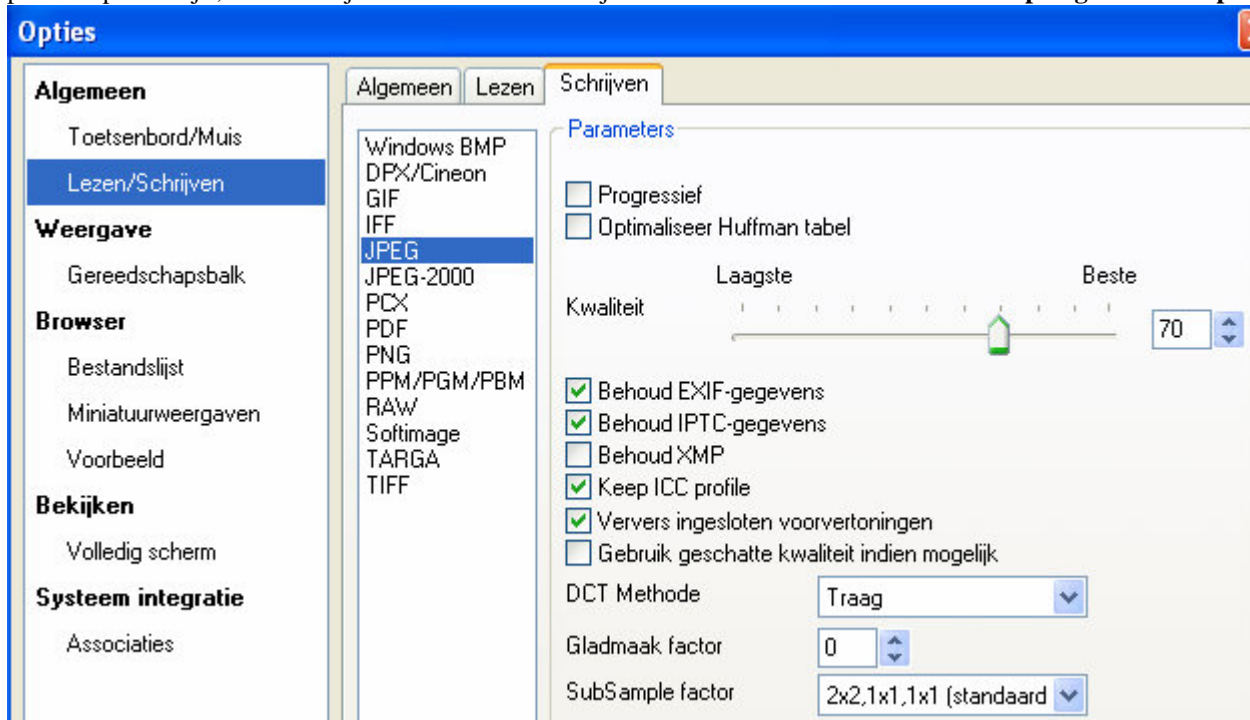 Opties
Algemeen
Toetsenbord/Muis
Lezen/Schrijven
Weergave
Gereedschapsbalk
Browser
Bestandslijst
Miniatuurweergaven
Voorbeeld
Bekijken
Volledig scherm
Systeem integratie
Associaties
Algemeen Lezen Schrijven
Windows BMP
DPX/Cineon
GIF
IFF
JPEG
JPEG-2000
PCX
PDF
PNG
PPM/PGM/PBM
RAW
Softimage
TARGA
TIFF
Parameters
Progressief
Optimaliseer Huffman tabel
Laagste Beste
Kwaliteit 70
Behoud EXIF-gegevens
Behoud IPTC-gegevens
Behoud XMP
Keep ICC profile
Ververs ingesloten voorvertoningen
Gebruik geschatte kwaliteit indien mogelijk
DCT Methode Traag
Gladmaak factor 0
SubSample factor 2x2,1x1,1x1 (standaard